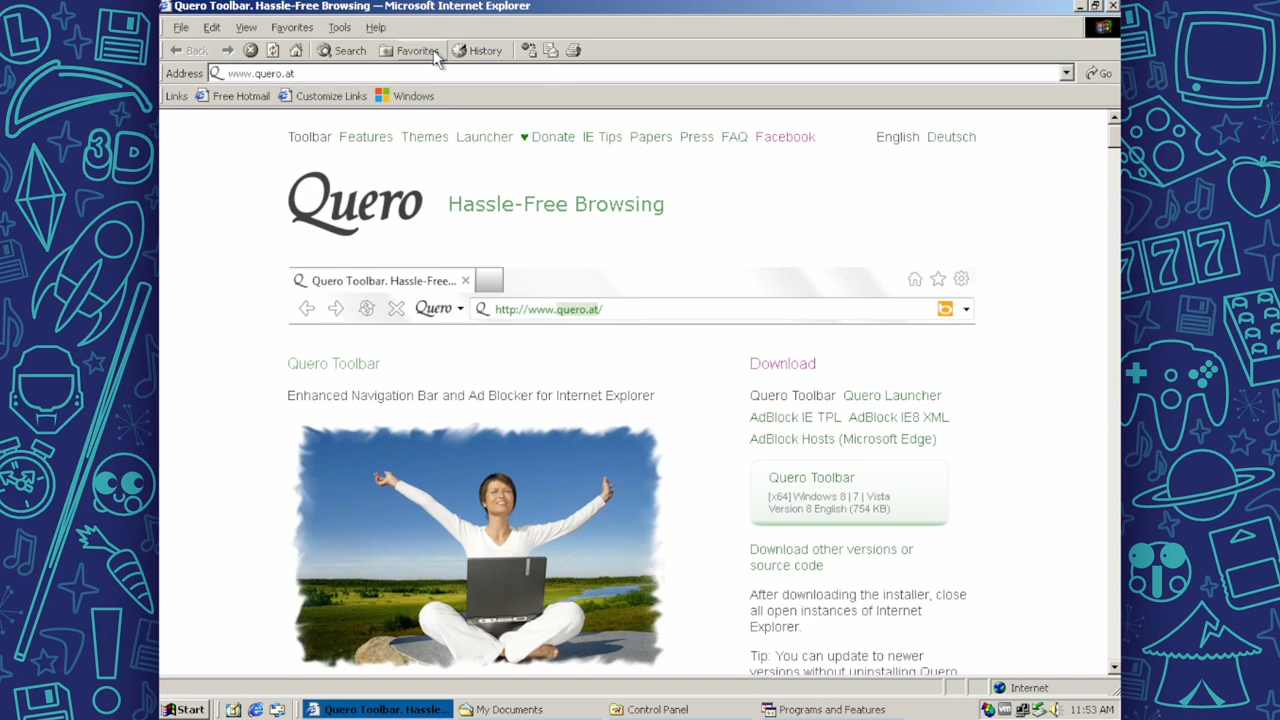 Quero Toolbar. Hassle-Free Browsing — Microsoft Internet Explorer
File Edit View Favorites Tools Help
Back Search Favorites History
Address www.quero.at Go
Links Free Hotmail Customize Links Windows
Toolbar Features Themes Launcher ♥ Donate IE Tips Papers Press FAQ Facebook English Deutsch
Quero Hassle-Free Browsing
Quero Toolbar. Hassle-Free...
Quero http://www.quero.at/
Quero Toolbar
Enhanced Navigation Bar and Ad Blocker for Internet Explorer
Download
Quero Toolbar Quero Launcher
AdBlock IE TPL AdBlock IE8 XML
AdBlock Hosts (Microsoft Edge)
Quero Toolbar
[x64] Windows 8 | 7 | Vista
Version 8 English (754 KB)
Download other versions or
source code
After downloading the installer, close
all open instances of Internet
Explorer.
Tip: You can update to newer
versions without uninstalling Quero
Internet
Start Quero Toolbar. Hassle-... My Documents Control Panel Programs and Features 11:53 AM
3D
L
777